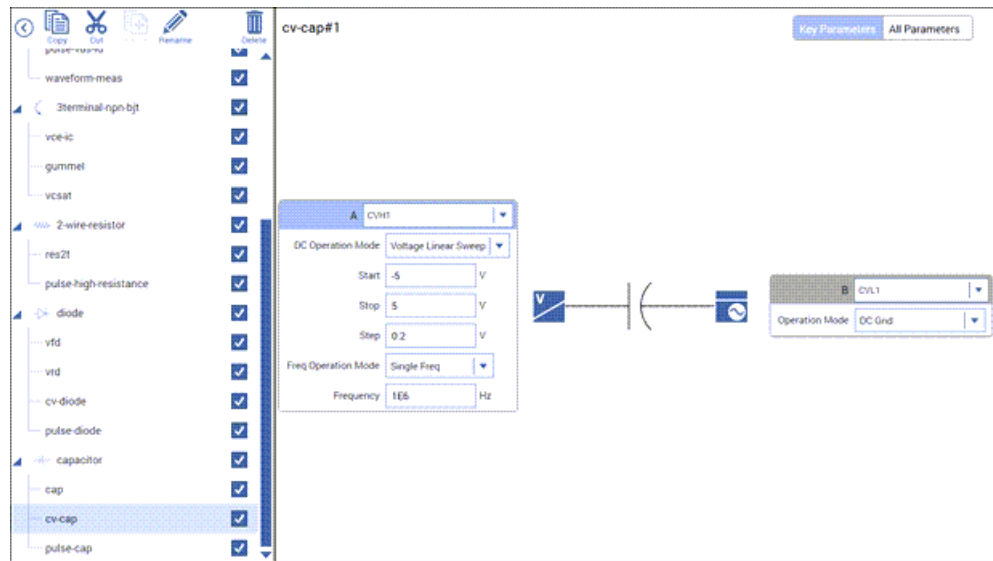 Copy
Cut
Rename
Delete
cv-cap#1
Key Parameters
All Parameters
waveform-meas
3terminal-npn-bjt
vce-ic
gummel
vcsat
2-wire-resistor
res2t
pulse-high-resistance
diode
vfd
vrd
cv-diode
pulse-diode
capacitor
cap
cv-cap
pulse-cap
A CVH1
DC Operation Mode Voltage Linear Sweep
Start -5 V
Stop 5 V
Step 0.2 V
Freq Operation Mode Single Freq
Frequency 1E6 Hz
V
B CVL1
Operation Mode DC Gnd